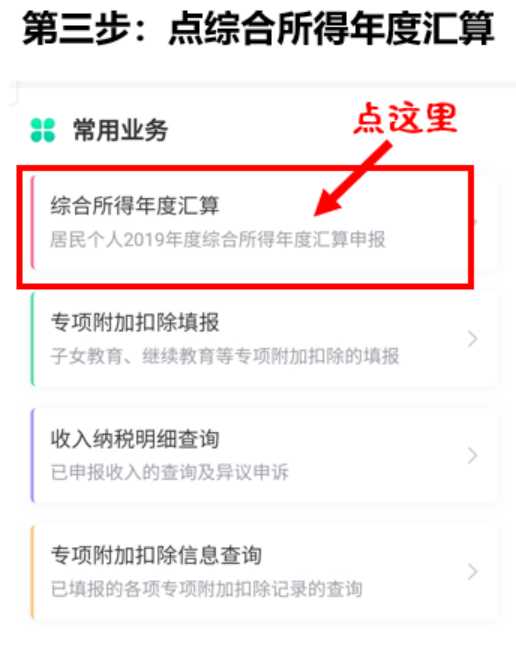 第三步：点综合所得年度汇算
常用业务
点这里
综合所得年度汇算
居民个人2019年度综合所得年度汇算申报
专项附加扣除填报
子女教育、继续教育等专项附加扣除的填报
收入纳税明细查询
已申报收入的查询及异议申诉
专项附加扣除信息查询
已填报的各项专项附加扣除记录的查询